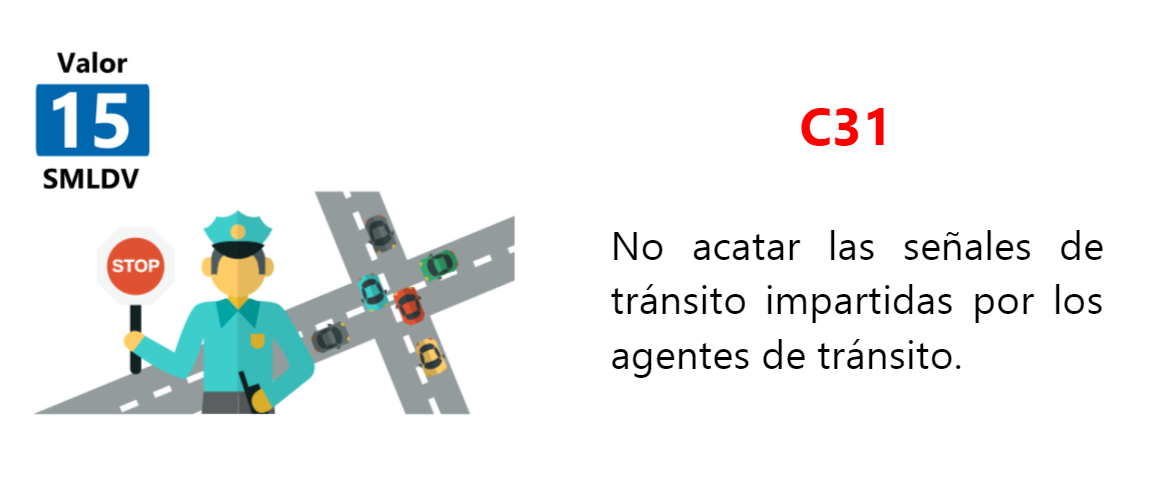 Valor
15
SMLDV
STOP
C31
No acatar las señales de
tránsito impartidas por los
agentes de tránsito.